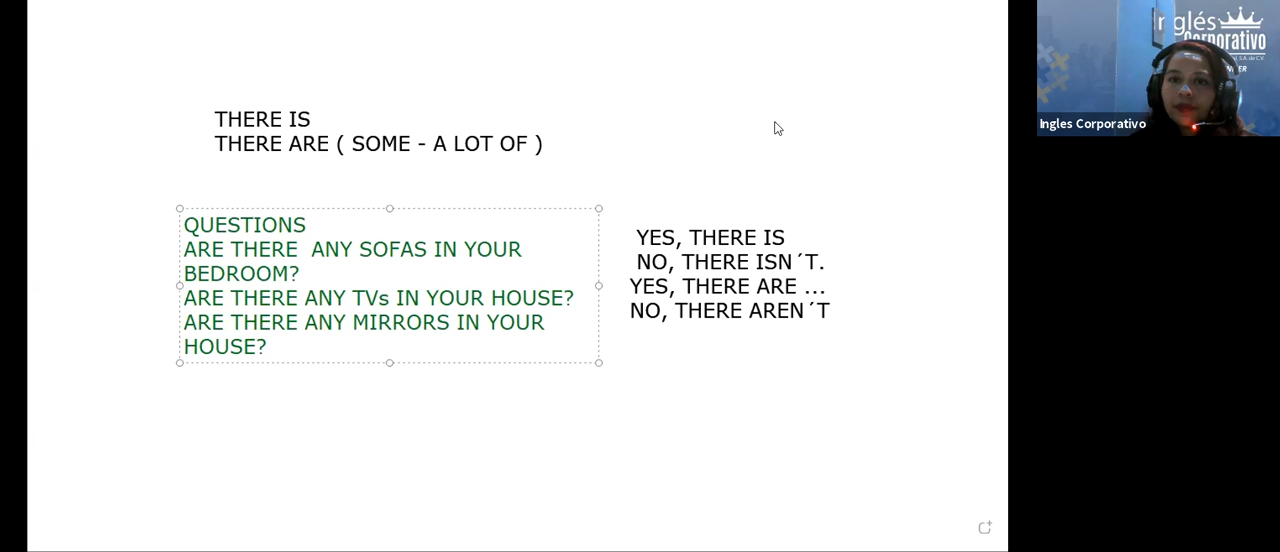 THERE IS
THERE ARE ( SOME - A LOT OF )
QUESTIONS
ARE THERE  ANY SOFAS IN YOUR
BEDROOM?
ARE THERE ANY TVs IN YOUR HOUSE?
ARE THERE ANY MIRRORS IN YOUR
HOUSE?
YES, THERE IS
NO, THERE ISN´T.
YES, THERE ARE ...
NO, THERE AREN´T
Inglés
Corporativo
S.A. de C.V.
Ingles Corporativo